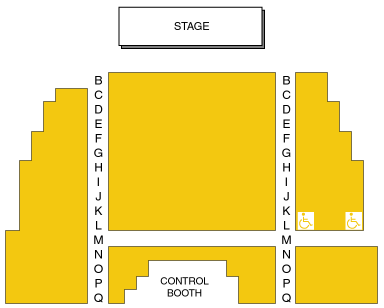 STAGE
B B
C C
D D
E E
F F
G G
H H
I I
J J
K K
L L
M M
N N
O O
P P
Q Q
CONTROL
BOOTH